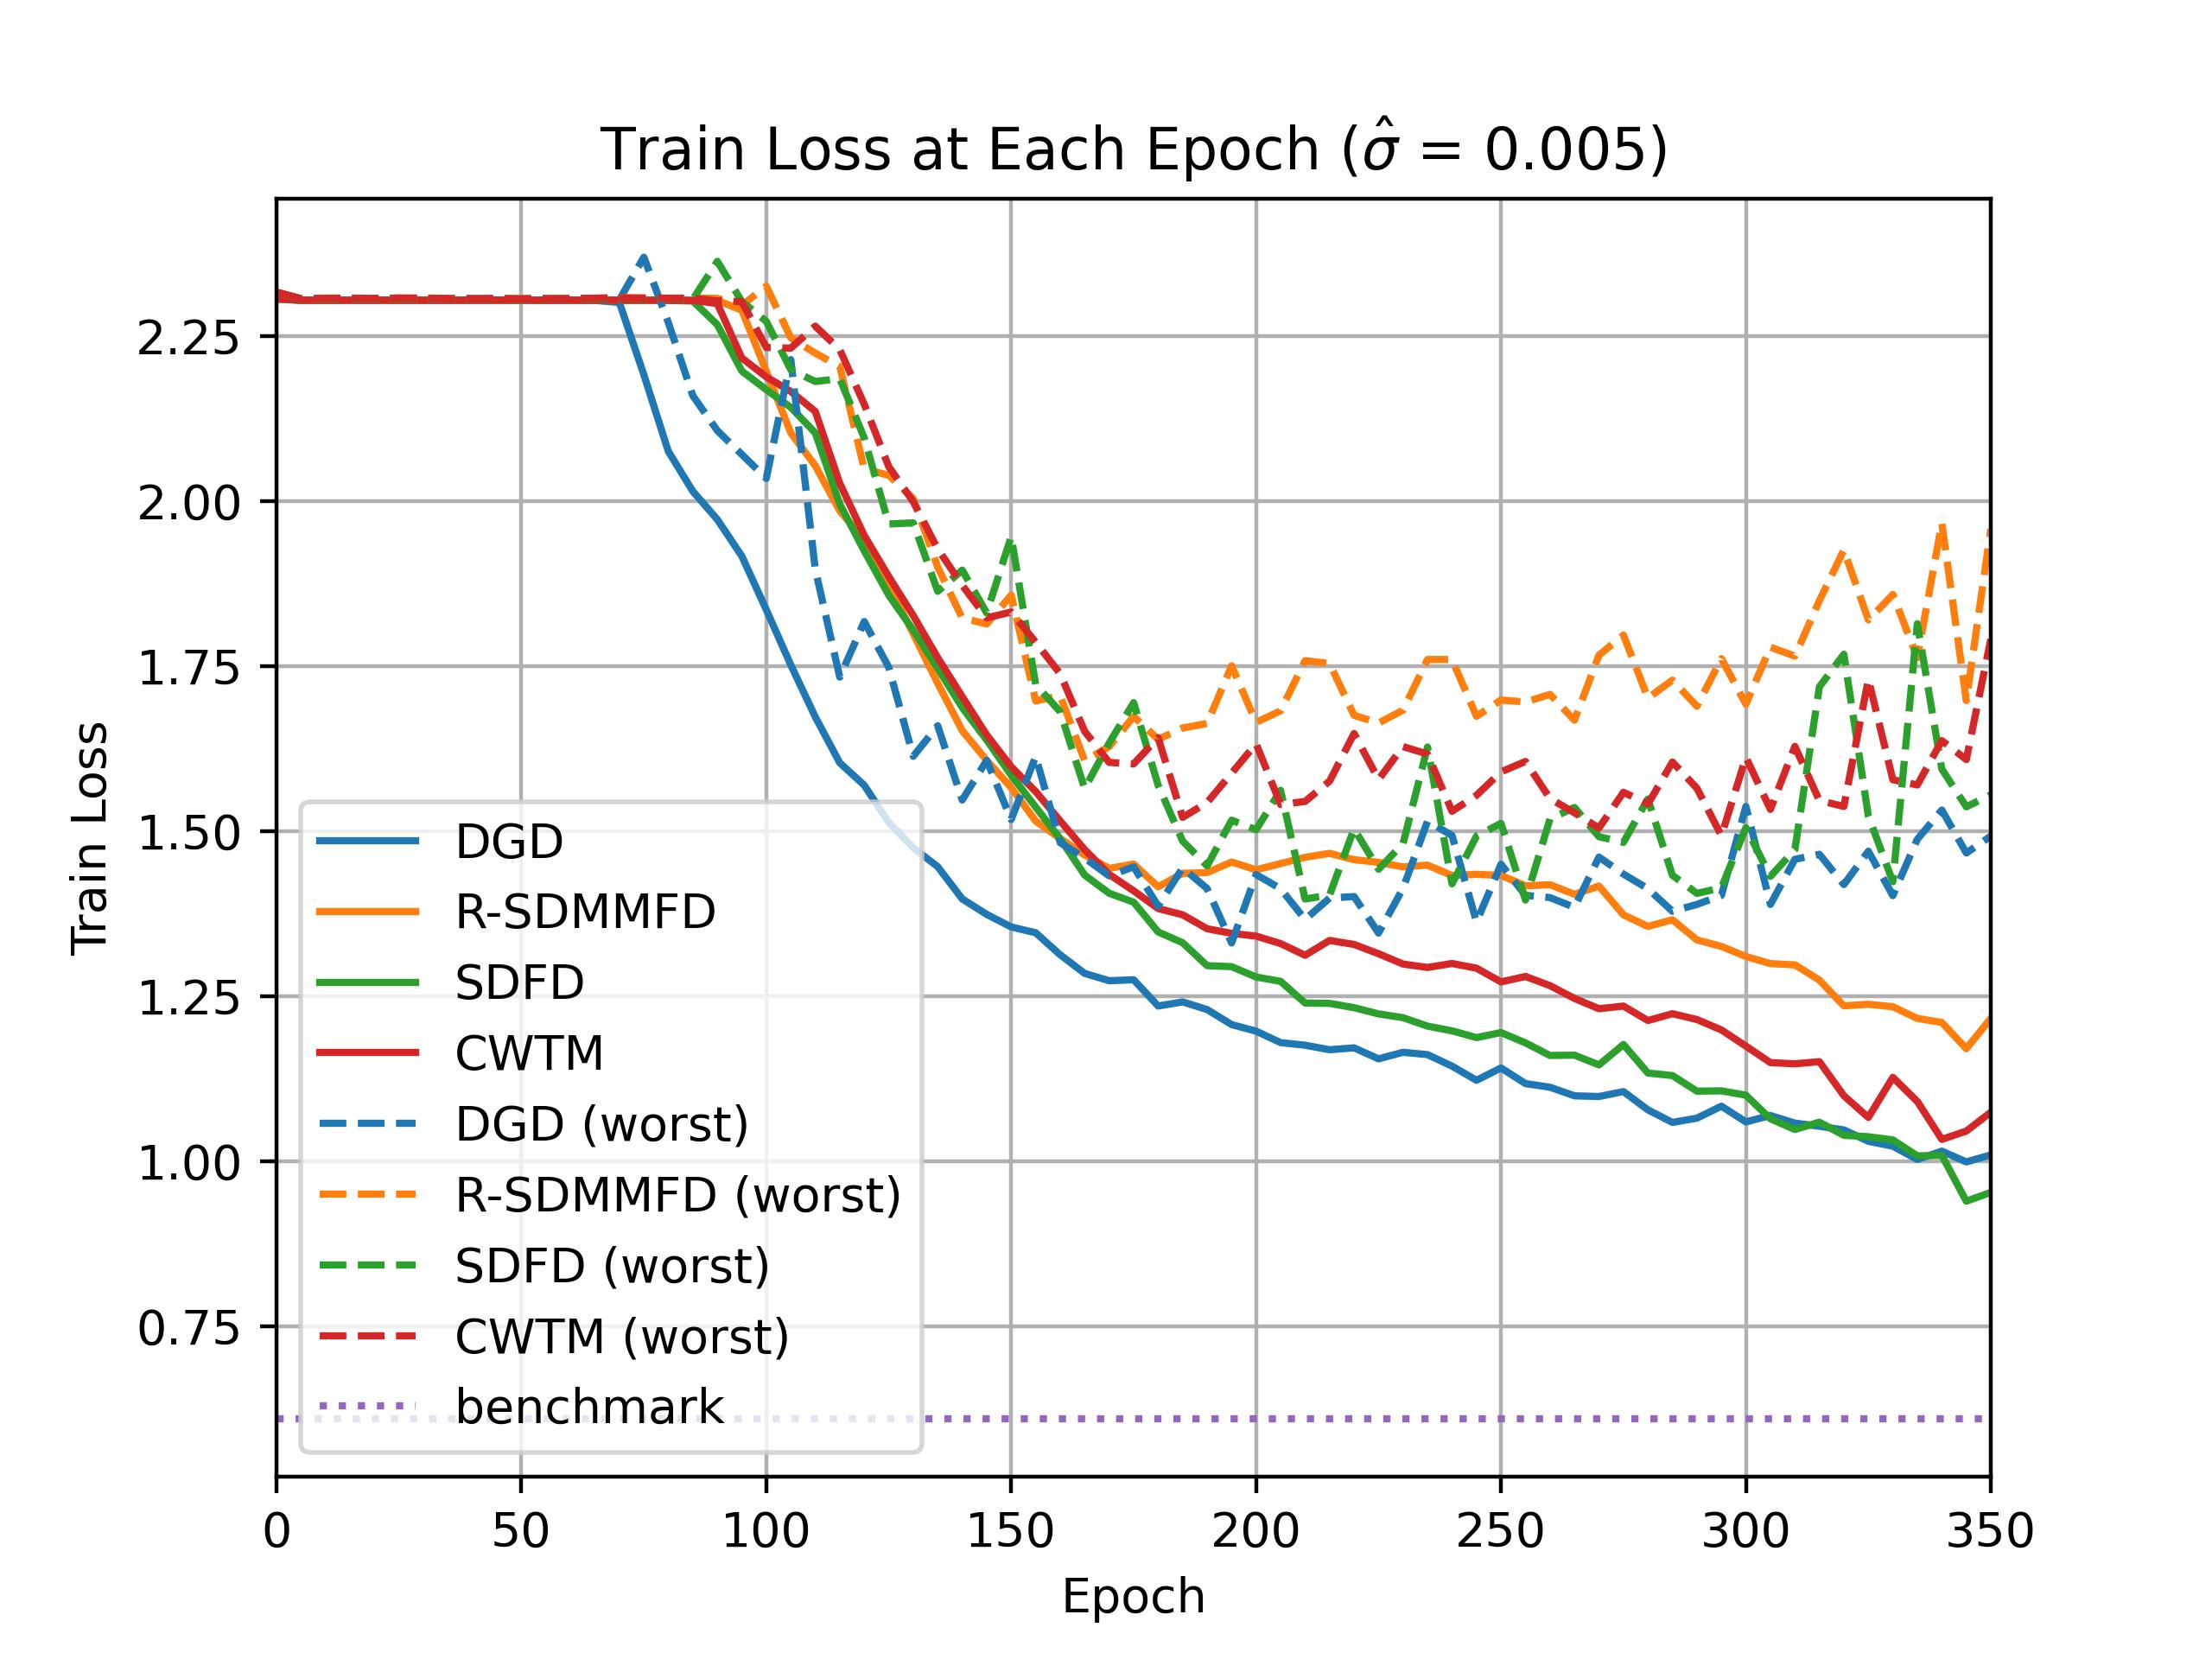 Train Loss at Each Epoch (σ̂ = 0.005)
Train Loss
2.25
2.00
1.75
1.50
1.25
1.00
0.75
DGD
R-SDMMFD
SDFD
CWTM
DGD (worst)
R-SDMMFD (worst)
SDFD (worst)
CWTM (worst)
benchmark
0 50 100 150 200 250 300 350
Epoch